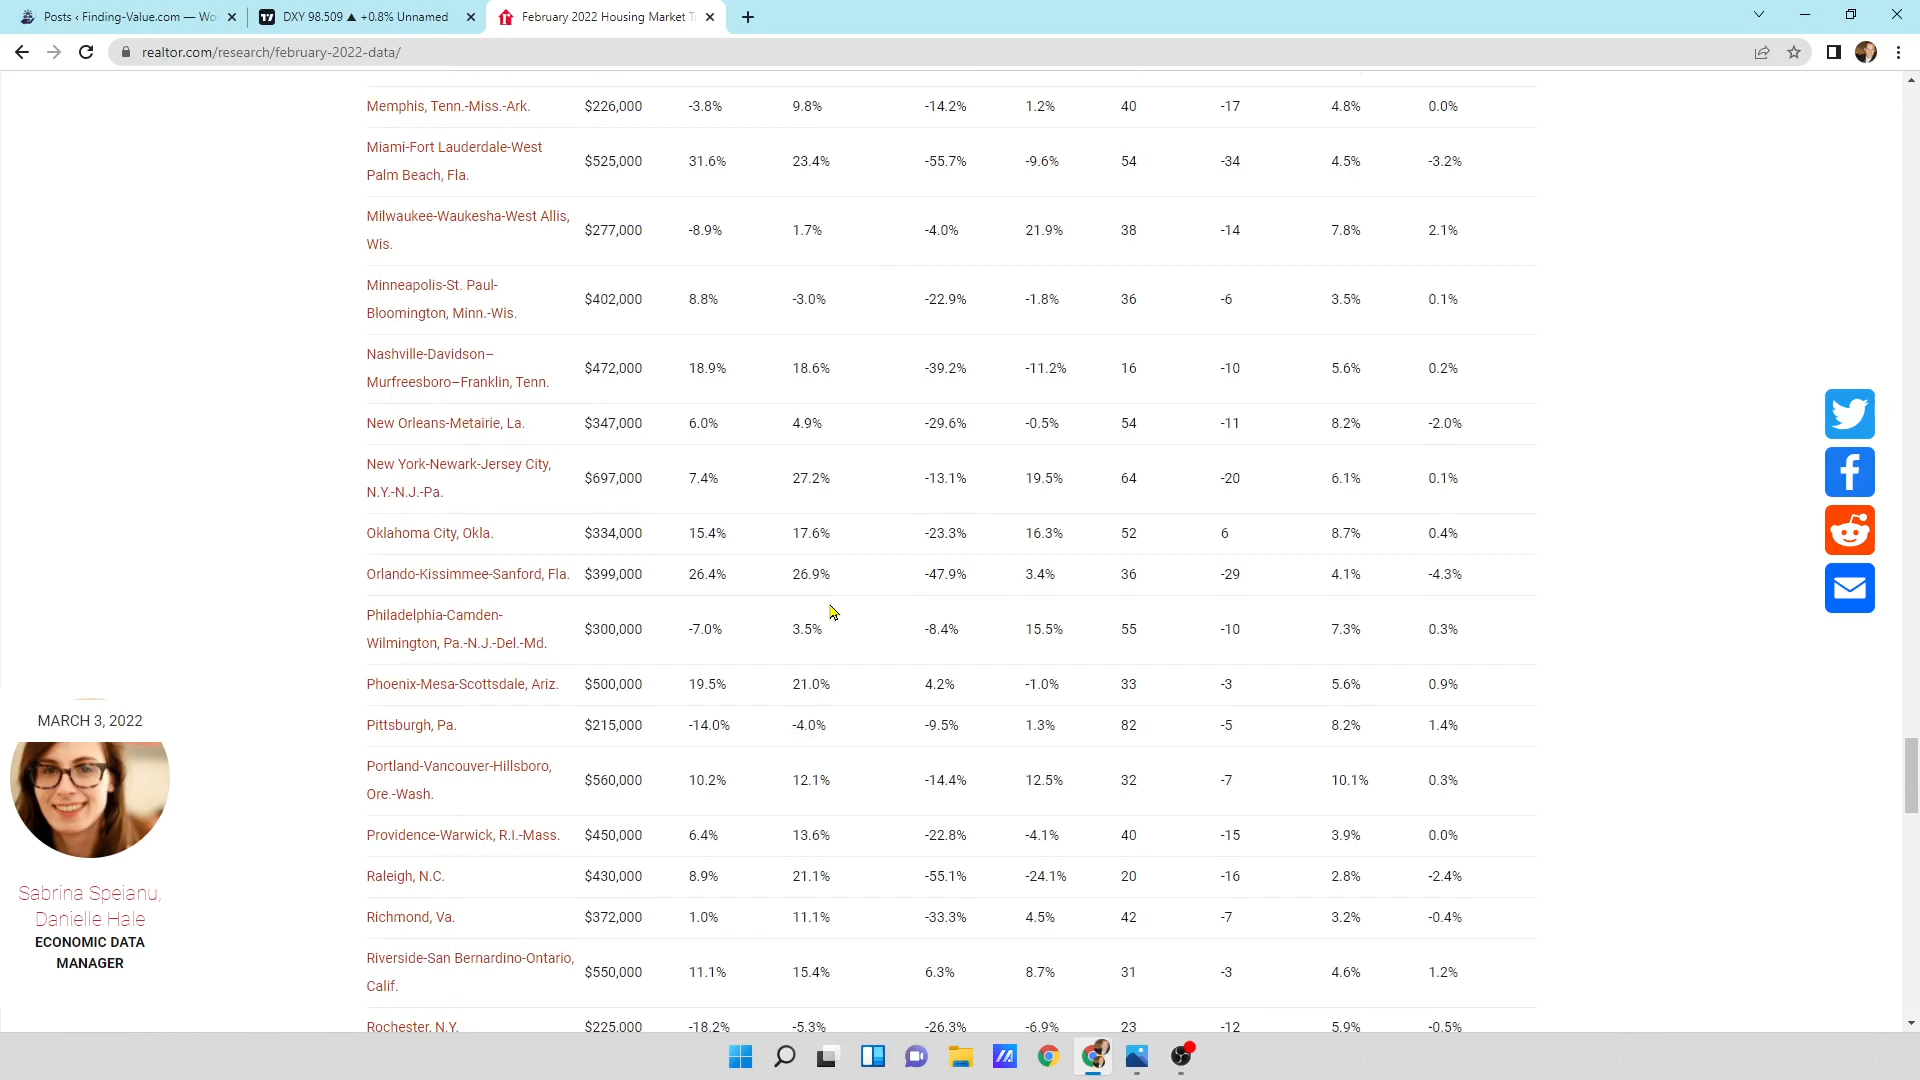 Posts ‹ Finding-Value.com — Wo
DXY 98.509 ▲ +0.8% Unnamed
February 2022 Housing Market T
realtor.com/research/february-2022-data/
Memphis, Tenn.-Miss.-Ark. $226,000 -3.8% 9.8% -14.2% 1.2% 40 -17 4.8% 0.0%
Miami-Fort Lauderdale-West
Palm Beach, Fla. $525,000 31.6% 23.4% -55.7% -9.6% 54 -34 4.5% -3.2%
Milwaukee-Waukesha-West Allis,
Wis. $277,000 -8.9% 1.7% -4.0% 21.9% 38 -14 7.8% 2.1%
Minneapolis-St. Paul-
Bloomington, Minn.-Wis. $402,000 8.8% -3.0% -22.9% -1.8% 36 -6 3.5% 0.1%
Nashville-Davidson–
Murfreesboro–Franklin, Tenn. $472,000 18.9% 18.6% -39.2% -11.2% 16 -10 5.6% 0.2%
New Orleans-Metairie, La. $347,000 6.0% 4.9% -29.6% -0.5% 54 -11 8.2% -2.0%
New York-Newark-Jersey City,
N.Y.-N.J.-Pa. $697,000 7.4% 27.2% -13.1% 19.5% 64 -20 6.1% 0.1%
Oklahoma City, Okla. $334,000 15.4% 17.6% -23.3% 16.3% 52 6 8.7% 0.4%
Orlando-Kissimmee-Sanford, Fla. $399,000 26.4% 26.9% -47.9% 3.4% 36 -29 4.1% -4.3%
Philadelphia-Camden-
Wilmington, Pa.-N.J.-Del.-Md. $300,000 -7.0% 3.5% -8.4% 15.5% 55 -10 7.3% 0.3%
Phoenix-Mesa-Scottsdale, Ariz. $500,000 19.5% 21.0% 4.2% -1.0% 33 -3 5.6% 0.9%
Pittsburgh, Pa. $215,000 -14.0% -4.0% -9.5% 1.3% 82 -5 8.2% 1.4%
Portland-Vancouver-Hillsboro,
Ore.-Wash. $560,000 10.2% 12.1% -14.4% 12.5% 32 -7 10.1% 0.3%
Providence-Warwick, R.I.-Mass. $450,000 6.4% 13.6% -22.8% -4.1% 40 -15 3.9% 0.0%
Raleigh, N.C. $430,000 8.9% 21.1% -55.1% -24.1% 20 -16 2.8% -2.4%
Richmond, Va. $372,000 1.0% 11.1% -33.3% 4.5% 42 -7 3.2% -0.4%
Riverside-San Bernardino-Ontario,
Calif. $550,000 11.1% 15.4% 6.3% 8.7% 31 -3 4.6% 1.2%
Rochester, N.Y. $225,000 -18.2% -5.3% -26.3% -6.9% 23 -12 5.9% -0.5%
MARCH 3, 2022
Sabrina Speianu,
Danielle Hale
ECONOMIC DATA
MANAGER